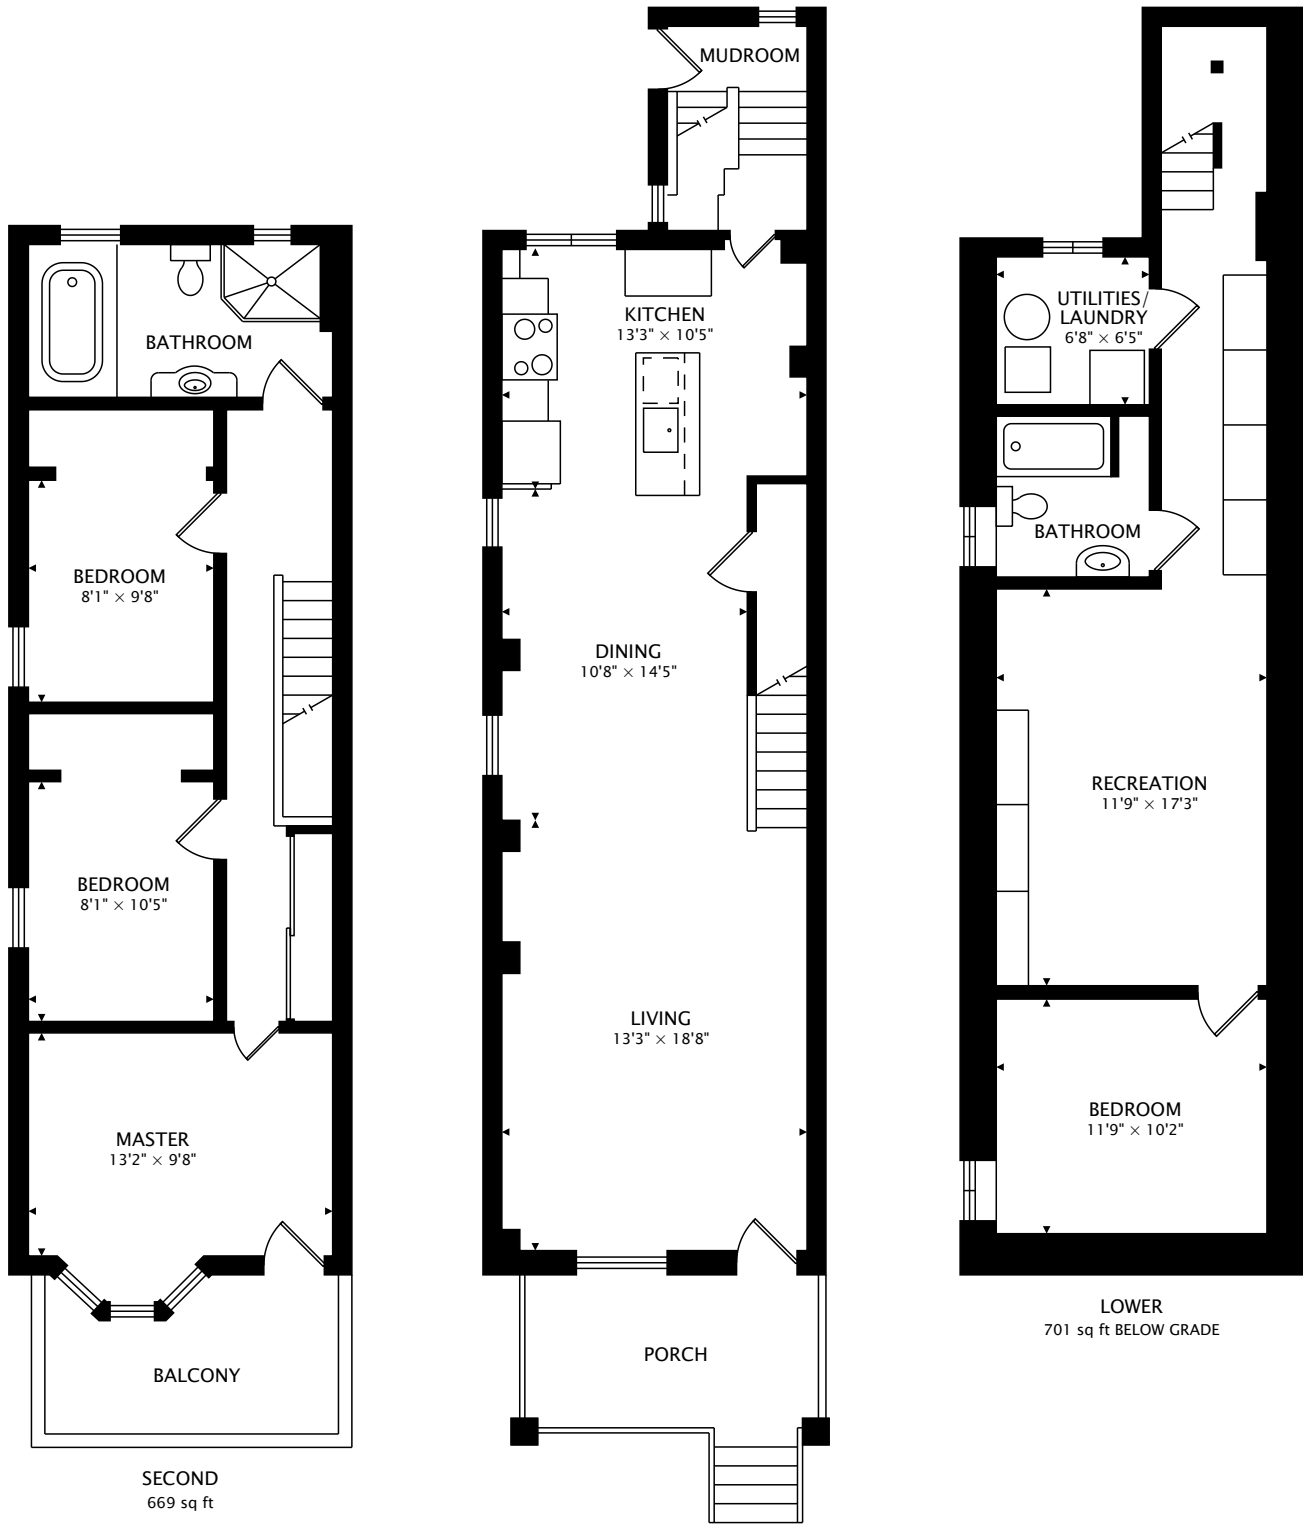 BATHROOM
BEDROOM
8'1" × 9'8"
BEDROOM
8'1" × 10'5"
MASTER
13'2" × 9'8"
BALCONY
SECOND
669 sq ft
MUDROOM
KITCHEN
13'3" × 10'5"
DINING
10'8" × 14'5"
LIVING
13'3" × 18'8"
PORCH
UTILITIES/
LAUNDRY
6'8" × 6'5"
BATHROOM
RECREATION
11'9" × 17'3"
BEDROOM
11'9" × 10'2"
LOWER
701 sq ft BELOW GRADE